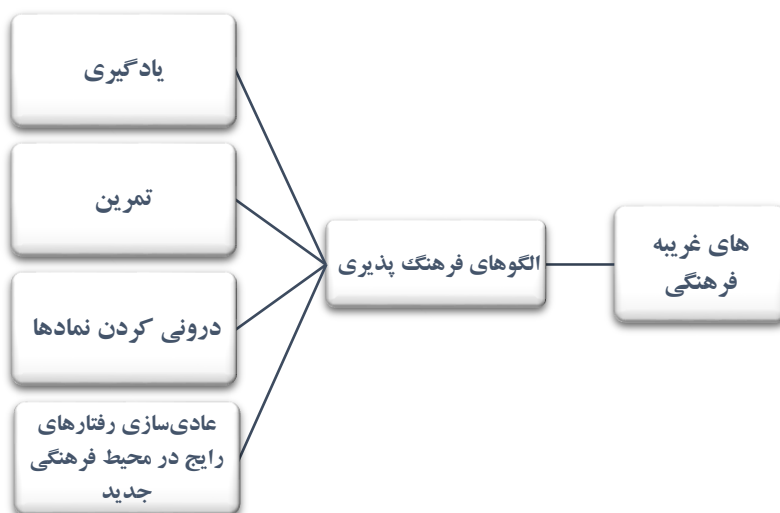 های غریبه
فرهنگی
الگوهای فرهنگ پذیری
یادگیری
تمرین
درونی کردن نمادها
عادی‌سازی رفتارهای
رایج در محیط فرهنگی
جدید